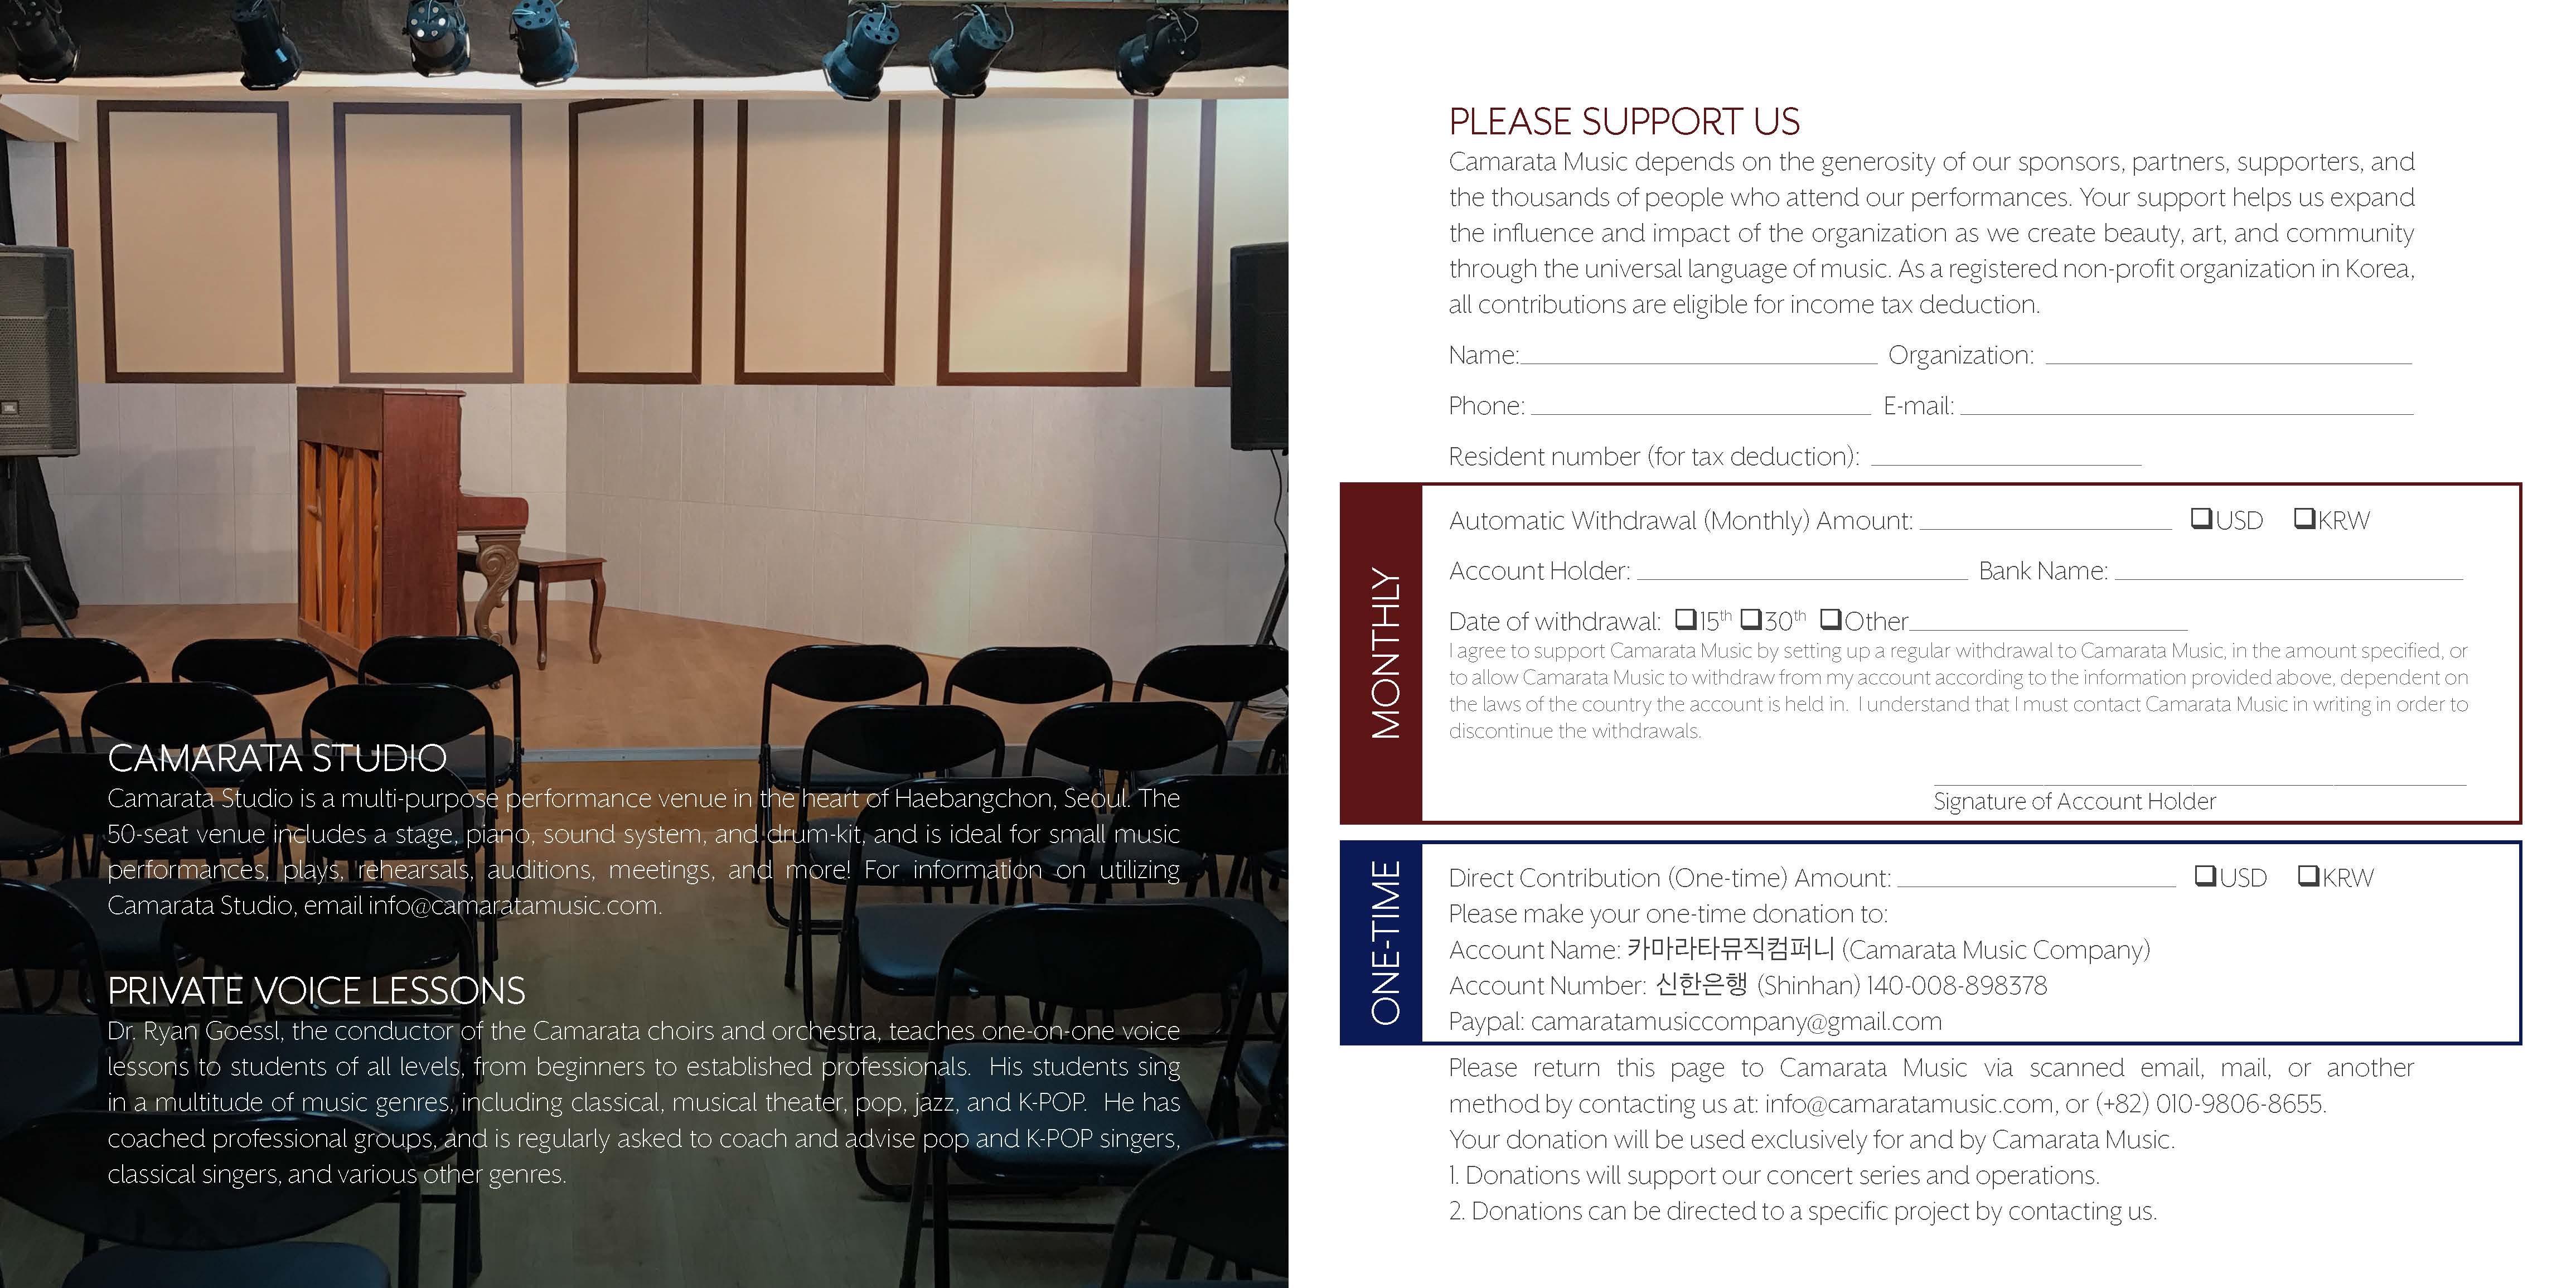 CAMARATA STUDIO
Camarata Studio is a multi-purpose performance venue in the heart of Haebangchon, Seoul. The
50-seat venue includes a stage, piano, sound system, and drum-kit, and is ideal for small music
performances, plays, rehearsals, auditions, meetings, and more! For information on utilizing
Camarata Studio, email info@camaratamusic.com.
PRIVATE VOICE LESSONS
Dr. Ryan Goessl, the conductor of the Camarata choirs and orchestra, teaches one-on-one voice
lessons to students of all levels, from beginners to established professionals. His students sing
in a multitude of music genres, including classical, musical theater, pop, jazz, and K-POP. He has
coached professional groups, and is regularly asked to coach and advise pop and K-POP singers,
classical singers, and various other genres.
PLEASE SUPPORT US
Camarata Music depends on the generosity of our sponsors, partners, supporters, and
the thousands of people who attend our performances. Your support helps us expand
the influence and impact of the organization as we create beauty, art, and community
through the universal language of music. As a registered non-profit organization in Korea,
all contributions are eligible for income tax deduction.
Name: Organization:
Phone: E-mail:
Resident number (for tax deduction):
MONTHLY
Automatic Withdrawal (Monthly) Amount: ❑USD ❑KRW
Account Holder: Bank Name:
Date of withdrawal: ❑15th ❑30th ❑Other
I agree to support Camarata Music by setting up a regular withdrawal to Camarata Music, in the amount specified, or
to allow Camarata Music to withdraw from my account according to the information provided above, dependent on
the laws of the country the account is held in. I understand that I must contact Camarata Music in writing in order to
discontinue the withdrawals.
Signature of Account Holder
ONE-TIME
Direct Contribution (One-time) Amount: ❑USD ❑KRW
Please make your one-time donation to:
Account Name: 카마라타뮤직컴퍼니 (Camarata Music Company)
Account Number: 신한은행 (Shinhan) 140-008-898378
Paypal: camaratamusiccompany@gmail.com
Please return this page to Camarata Music via scanned email, mail, or another
method by contacting us at: info@camaratamusic.com, or (+82) 010-9806-8655.
Your donation will be used exclusively for and by Camarata Music.
1. Donations will support our concert series and operations.
2. Donations can be directed to a specific project by contacting us.